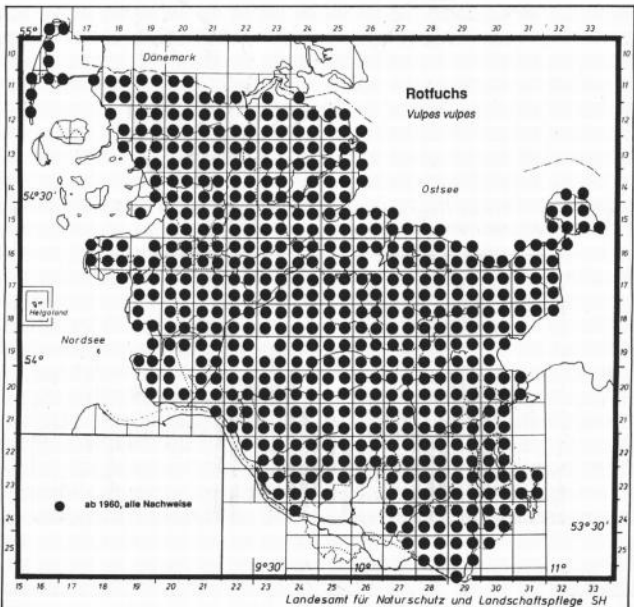 55°
16 17 18 19 20 21 22 23 24 25 26 27 28 29 30 31 32 33
Dänemark
Rotfuchs
Vulpes vulpes
10
11
12
13
14
54°30'
Ostsee
15
16
17
Helgoland
18
Nordsee
54°
19
20
21
22
23
ab 1960, alle Nachweise
24
53°30'
25
9°30' 10° 11°
15 16 17 18 19 20 21 22 23 24 25 26 27 28 29 30 31 32 33
Landesamt für Naturschutz und Landschaftspflege SH